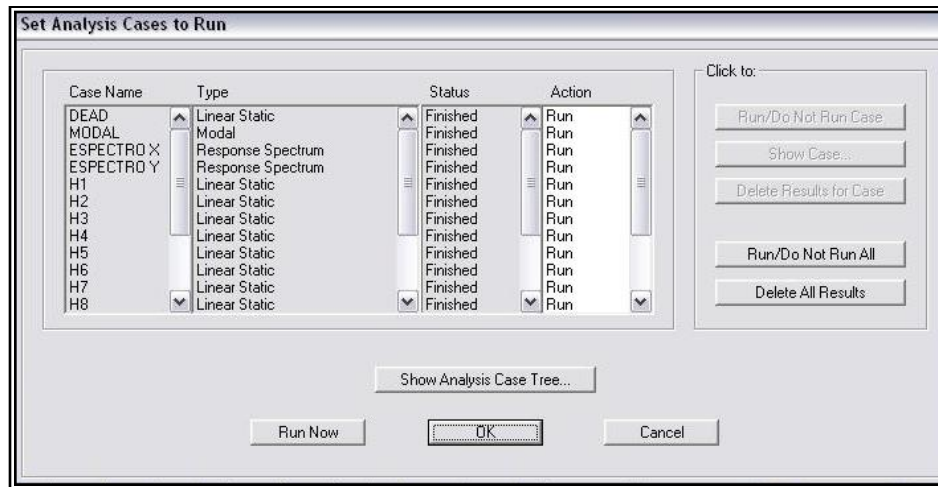 Set Analysis Cases to Run
Case Name Type Status Action
DEAD Linear Static Finished Run
MODAL Modal Finished Run
ESPECTRO X Response Spectrum Finished Run
ESPECTRO Y Response Spectrum Finished Run
H1 Linear Static Finished Run
H2 Linear Static Finished Run
H3 Linear Static Finished Run
H4 Linear Static Finished Run
H5 Linear Static Finished Run
H6 Linear Static Finished Run
H7 Linear Static Finished Run
H8 Linear Static Finished Run
Click to:
Run/Do Not Run Case
Show Case...
Delete Results for Case
Run/Do Not Run All
Delete All Results
Show Analysis Case Tree...
Run Now OK Cancel